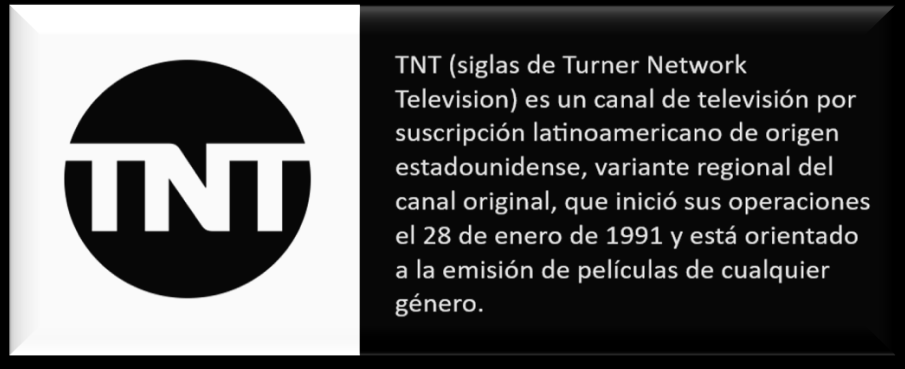 TNT
TNT (siglas de Turner Network
Television) es un canal de televisión por
suscripción latinoamericano de origen
estadounidense, variante regional del
canal original, que inició sus operaciones
el 28 de enero de 1991 y está orientado
a la emisión de películas de cualquier
género.